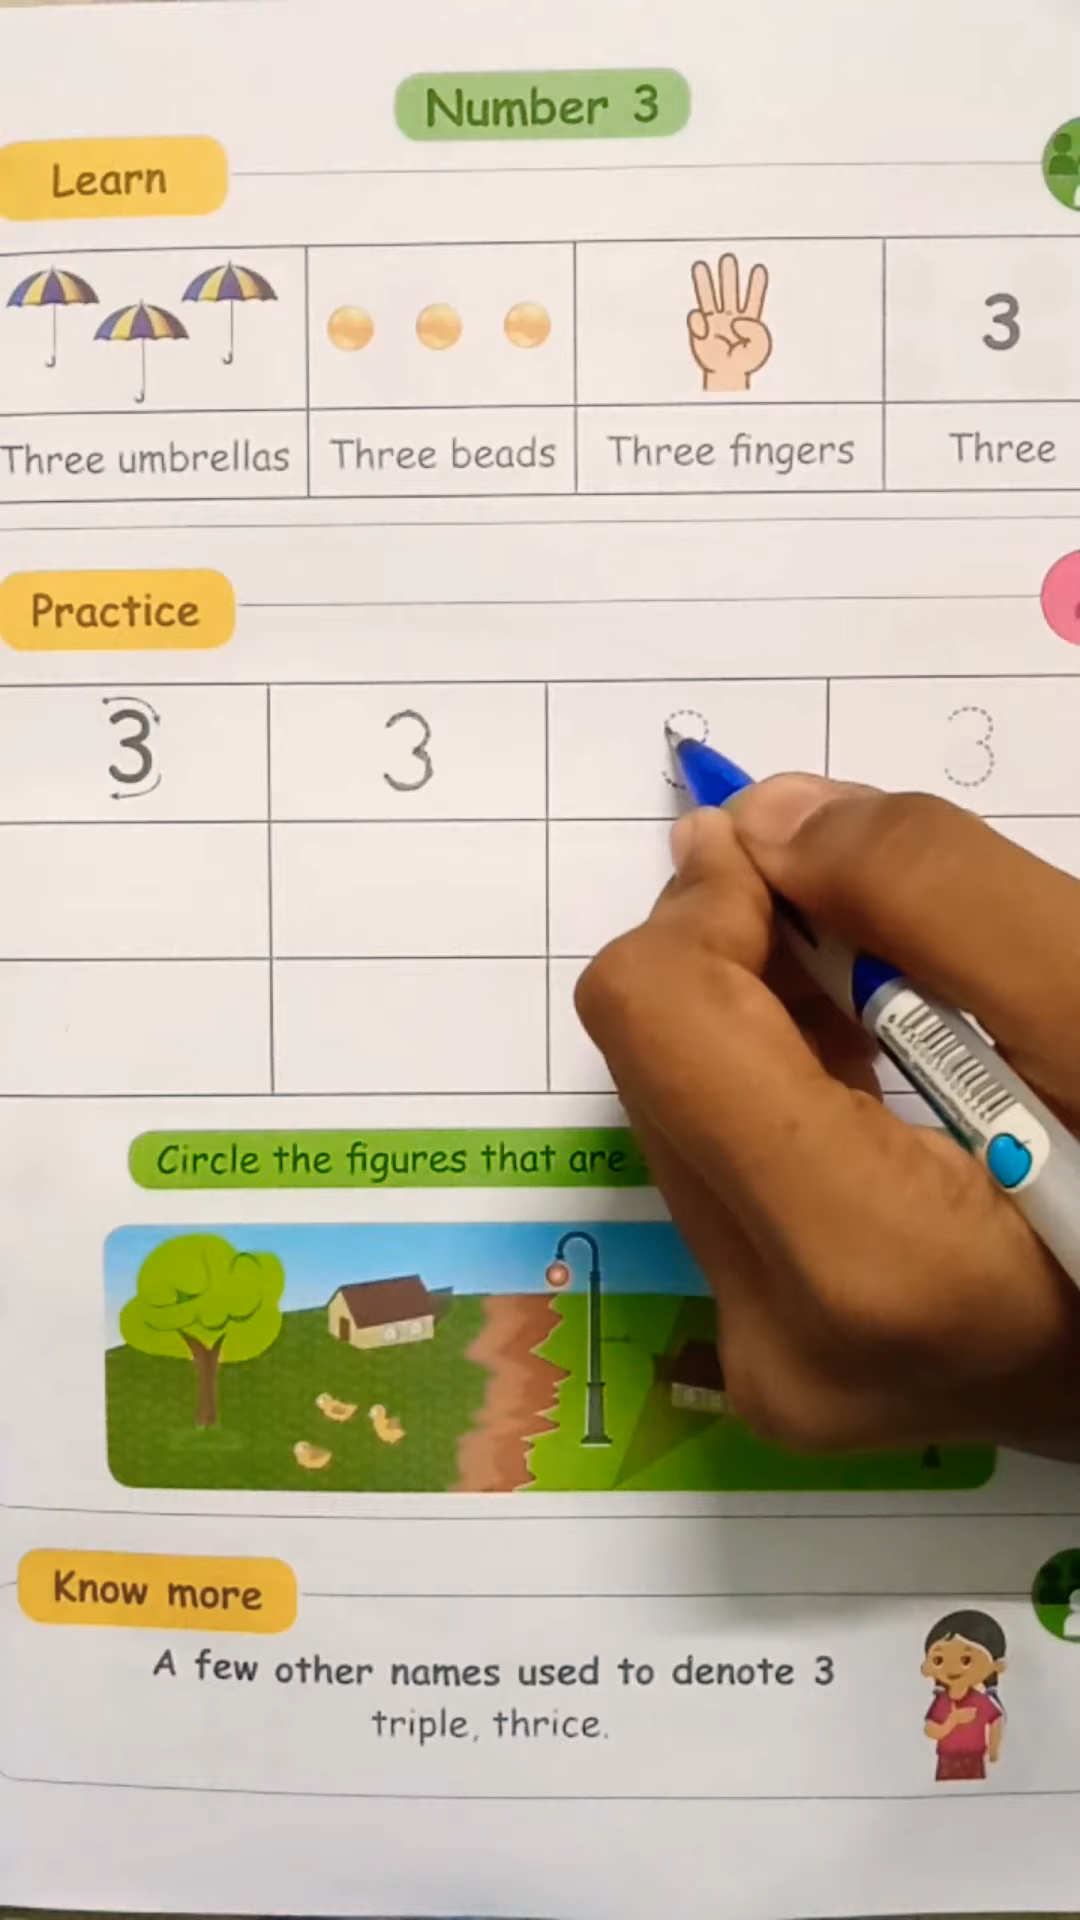 Number 3
Learn
3
Three umbrellas Three beads Three fingers Three
Practice
3 3 3
Circle the figures that are
Know more
A few other names used to denote 3
triple, thrice.